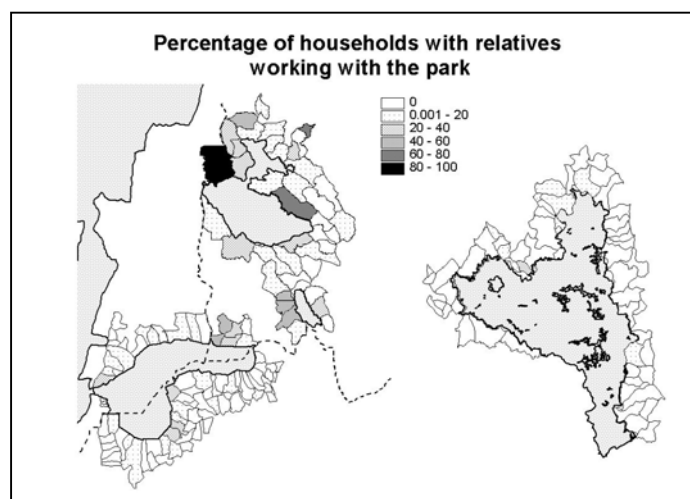 Percentage of households with relatives
working with the park
0
0.001 - 20
20 - 40
40 - 60
60 - 80
80 - 100